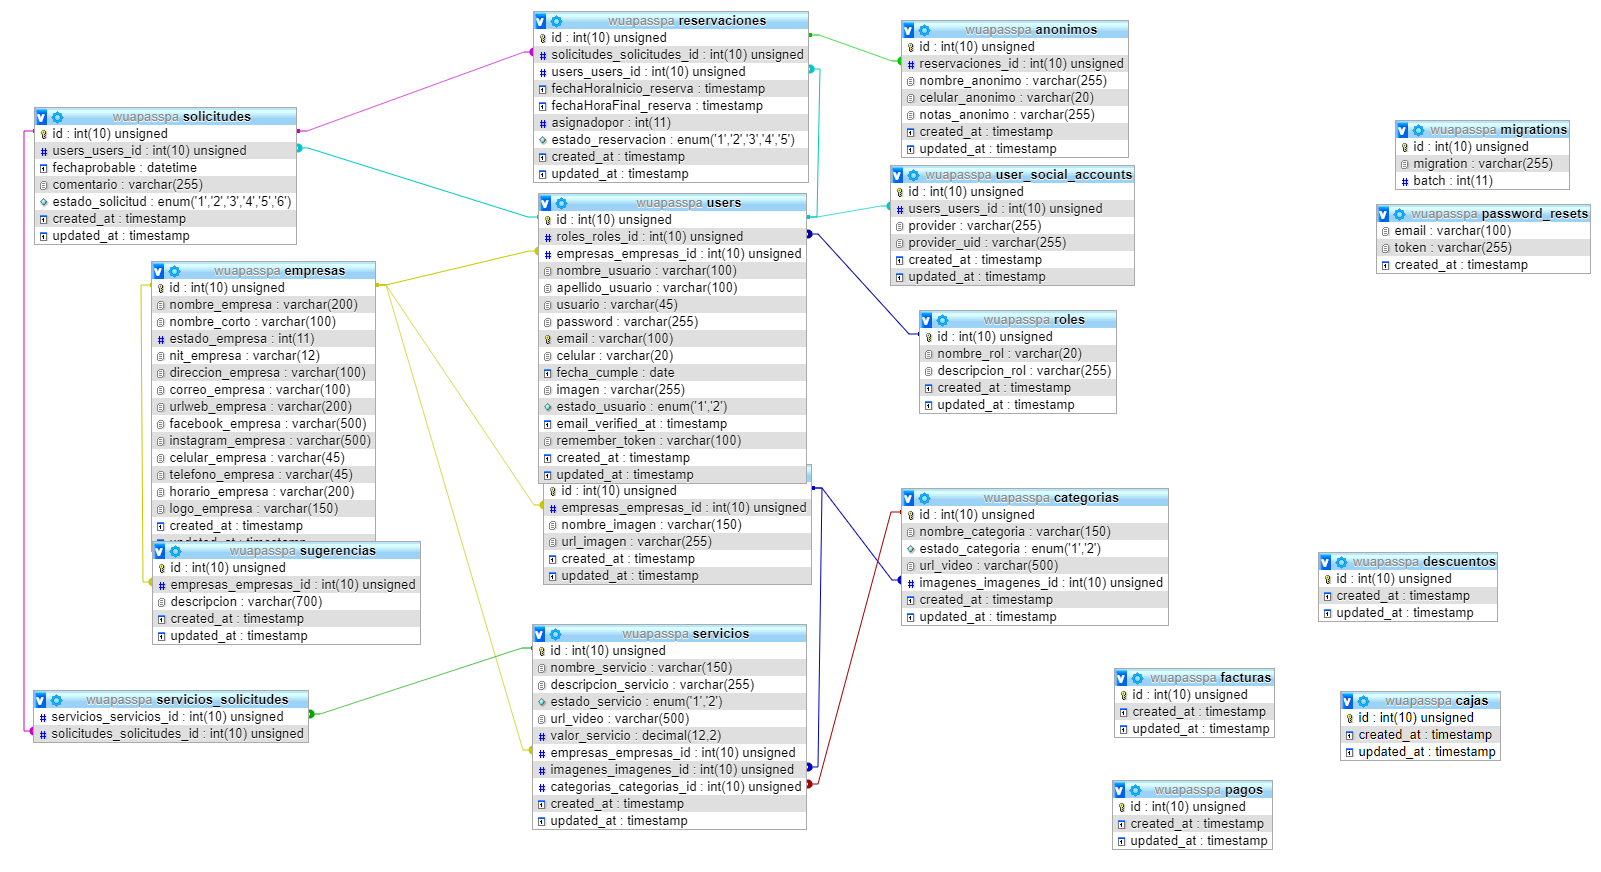 wuapasspa reservaciones
id : int(10) unsigned
solicitudes_solicitudes_id : int(10) unsigned
users_users_id : int(10) unsigned
fechaHoraInicio_reserva : timestamp
fechaHoraFinal_reserva : timestamp
asignadopor : int(11)
estado_reservacion : enum('1','2','3','4','5')
created_at : timestamp
updated_at : timestamp
wuapasspa anonimos
id : int(10) unsigned
reservaciones_id : int(10) unsigned
nombre_anonimo : varchar(255)
celular_anonimo : varchar(20)
notas_anonimo : varchar(255)
created_at : timestamp
updated_at : timestamp
wuapasspa solicitudes
id : int(10) unsigned
users_users_id : int(10) unsigned
fechaprobable : datetime
comentario : varchar(255)
estado_solicitud : enum('1','2','3','4','5','6')
created_at : timestamp
updated_at : timestamp
wuapasspa migrations
id : int(10) unsigned
migration : varchar(255)
batch : int(11)
wuapasspa user_social_accounts
id : int(10) unsigned
users_users_id : int(10) unsigned
provider : varchar(255)
provider_uid : varchar(255)
created_at : timestamp
updated_at : timestamp
wuapasspa users
id : int(10) unsigned
roles_roles_id : int(10) unsigned
empresas_empresas_id : int(10) unsigned
nombre_usuario : varchar(100)
apellido_usuario : varchar(100)
usuario : varchar(45)
password : varchar(255)
email : varchar(100)
celular : varchar(20)
fecha_cumple : date
imagen : varchar(255)
estado_usuario : enum('1','2')
email_verified_at : timestamp
remember_token : varchar(100)
created_at : timestamp
updated_at : timestamp
wuapasspa password_resets
email : varchar(100)
token : varchar(255)
created_at : timestamp
wuapasspa empresas
id : int(10) unsigned
nombre_empresa : varchar(200)
nombre_corto : varchar(100)
estado_empresa : int(11)
nit_empresa : varchar(12)
direccion_empresa : varchar(100)
correo_empresa : varchar(100)
urlweb_empresa : varchar(200)
facebook_empresa : varchar(500)
instagram_empresa : varchar(500)
celular_empresa : varchar(45)
telefono_empresa : varchar(45)
horario_empresa : varchar(200)
logo_empresa : varchar(150)
created_at : timestamp
updated_at : timestamp
wuapasspa roles
id : int(10) unsigned
nombre_rol : varchar(20)
descripcion_rol : varchar(255)
created_at : timestamp
updated_at : timestamp
id : int(10) unsigned
empresas_empresas_id : int(10) unsigned
nombre_imagen : varchar(150)
url_imagen : varchar(255)
created_at : timestamp
updated_at : timestamp
wuapasspa categorias
id : int(10) unsigned
nombre_categoria : varchar(150)
estado_categoria : enum('1','2')
url_video : varchar(500)
imagenes_imagenes_id : int(10) unsigned
created_at : timestamp
updated_at : timestamp
wuapasspa sugerencias
id : int(10) unsigned
empresas_empresas_id : int(10) unsigned
descripcion : varchar(700)
created_at : timestamp
updated_at : timestamp
wuapasspa descuentos
id : int(10) unsigned
created_at : timestamp
updated_at : timestamp
wuapasspa servicios
id : int(10) unsigned
nombre_servicio : varchar(150)
descripcion_servicio : varchar(255)
estado_servicio : enum('1','2')
url_video : varchar(500)
valor_servicio : decimal(12,2)
empresas_empresas_id : int(10) unsigned
imagenes_imagenes_id : int(10) unsigned
categorias_categorias_id : int(10) unsigned
created_at : timestamp
updated_at : timestamp
wuapasspa servicios_solicitudes
servicios_servicios_id : int(10) unsigned
solicitudes_solicitudes_id : int(10) unsigned
wuapasspa facturas
id : int(10) unsigned
created_at : timestamp
updated_at : timestamp
wuapasspa cajas
id : int(10) unsigned
created_at : timestamp
updated_at : timestamp
wuapasspa pagos
id : int(10) unsigned
created_at : timestamp
updated_at : timestamp